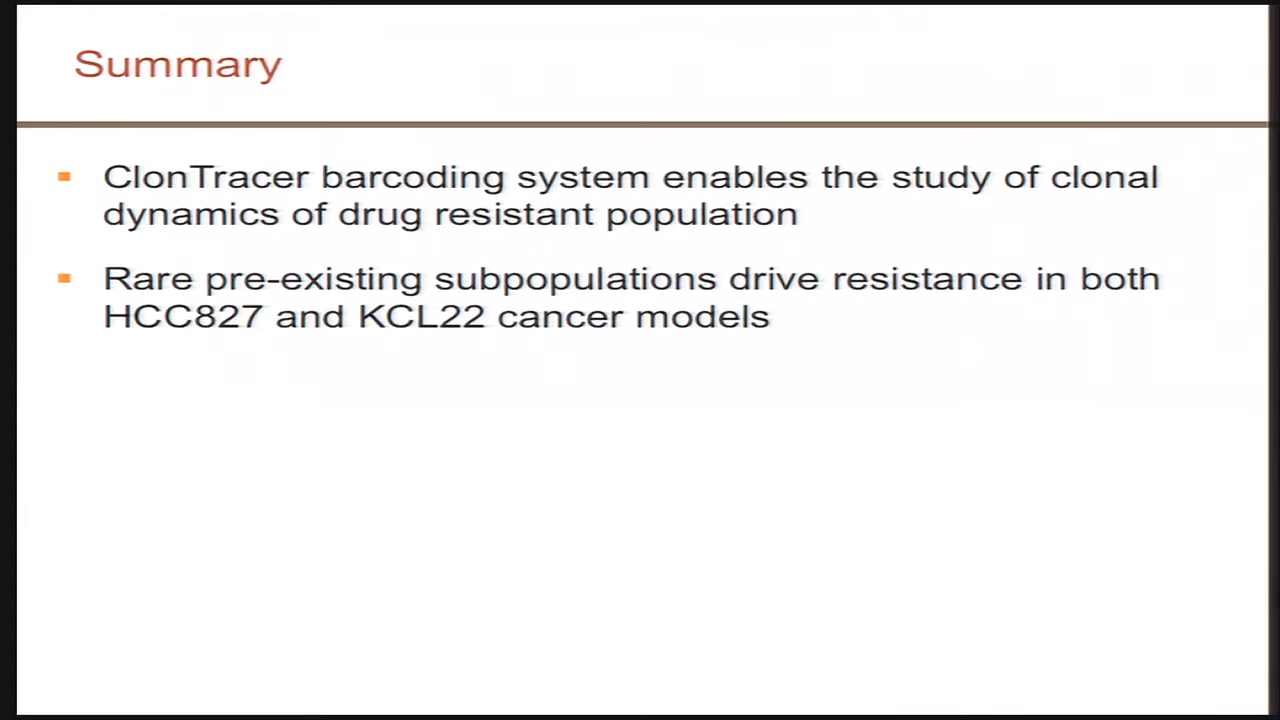 Summary
ClonTracer barcoding system enables the study of clonal
dynamics of drug resistant population
Rare pre-existing subpopulations drive resistance in both
HCC827 and KCL22 cancer models